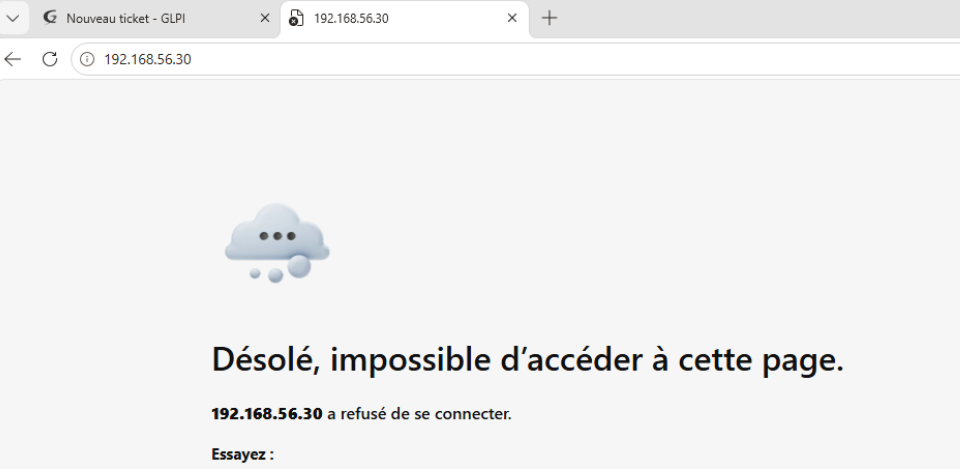 Nouveau ticket - GLPI
192.168.56.30
192.168.56.30
Désolé, impossible d’accéder à cette page.
192.168.56.30 a refusé de se connecter.
Essayez :